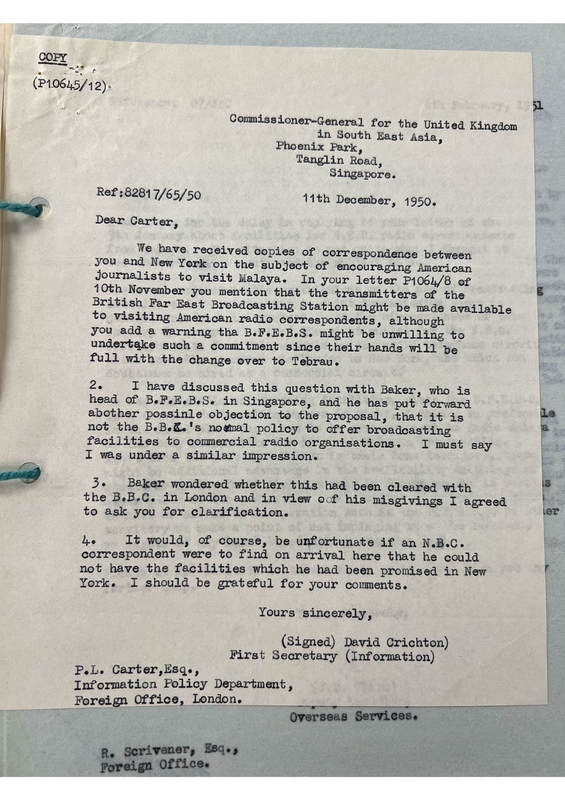 COPY
(P10645/12).
Commissioner-General for the United Kingdom
in South East Asia,
Phoenix Park,
Tanglin Road,
Singapore.
Ref:82817/65/50
11th December, 1950.
Dear Carter,
We have received copies of correspondence between
you and New York on the subject of encouraging American
journalists to visit Malaya. In your letter P1064/8 of
10th November you mention that the transmitters of the
British Far East Broadcasting Station might be made available
to visiting American radio correspondents, although
you add a warning tha B.F.E.B.S. might be unwilling to
undertake such a commitment since their hands will be
full with the change over to Tebrau.
2. I have discussed this question with Baker, who is
head of B.F.E.B.S. in Singapore, and he has put forward
abother possinle objection to the proposal, that it is
not the B.B.C.'s normal policy to offer broadcasting
facilities to commercial radio organisations. I must say
I was under a similar impression.
3. Baker wondered whether this had been cleared with
the B.B.C. in London and in view of his misgivings I agreed
to ask you for clarification.
4. It would, of course, be unfortunate if an N.B.C.
correspondent were to find on arrival here that he could
not have the facilities which he had been promised in New
York. I should be grateful for your comments.
Yours sincerely,
(Signed) David Crichton)
First Secretary (Information)
P.L. Carter,Esq.,
Information Policy Department,
Foreign Office, London.
Overseas Services.
R. Scrivener, Esq.,
Foreign Office.